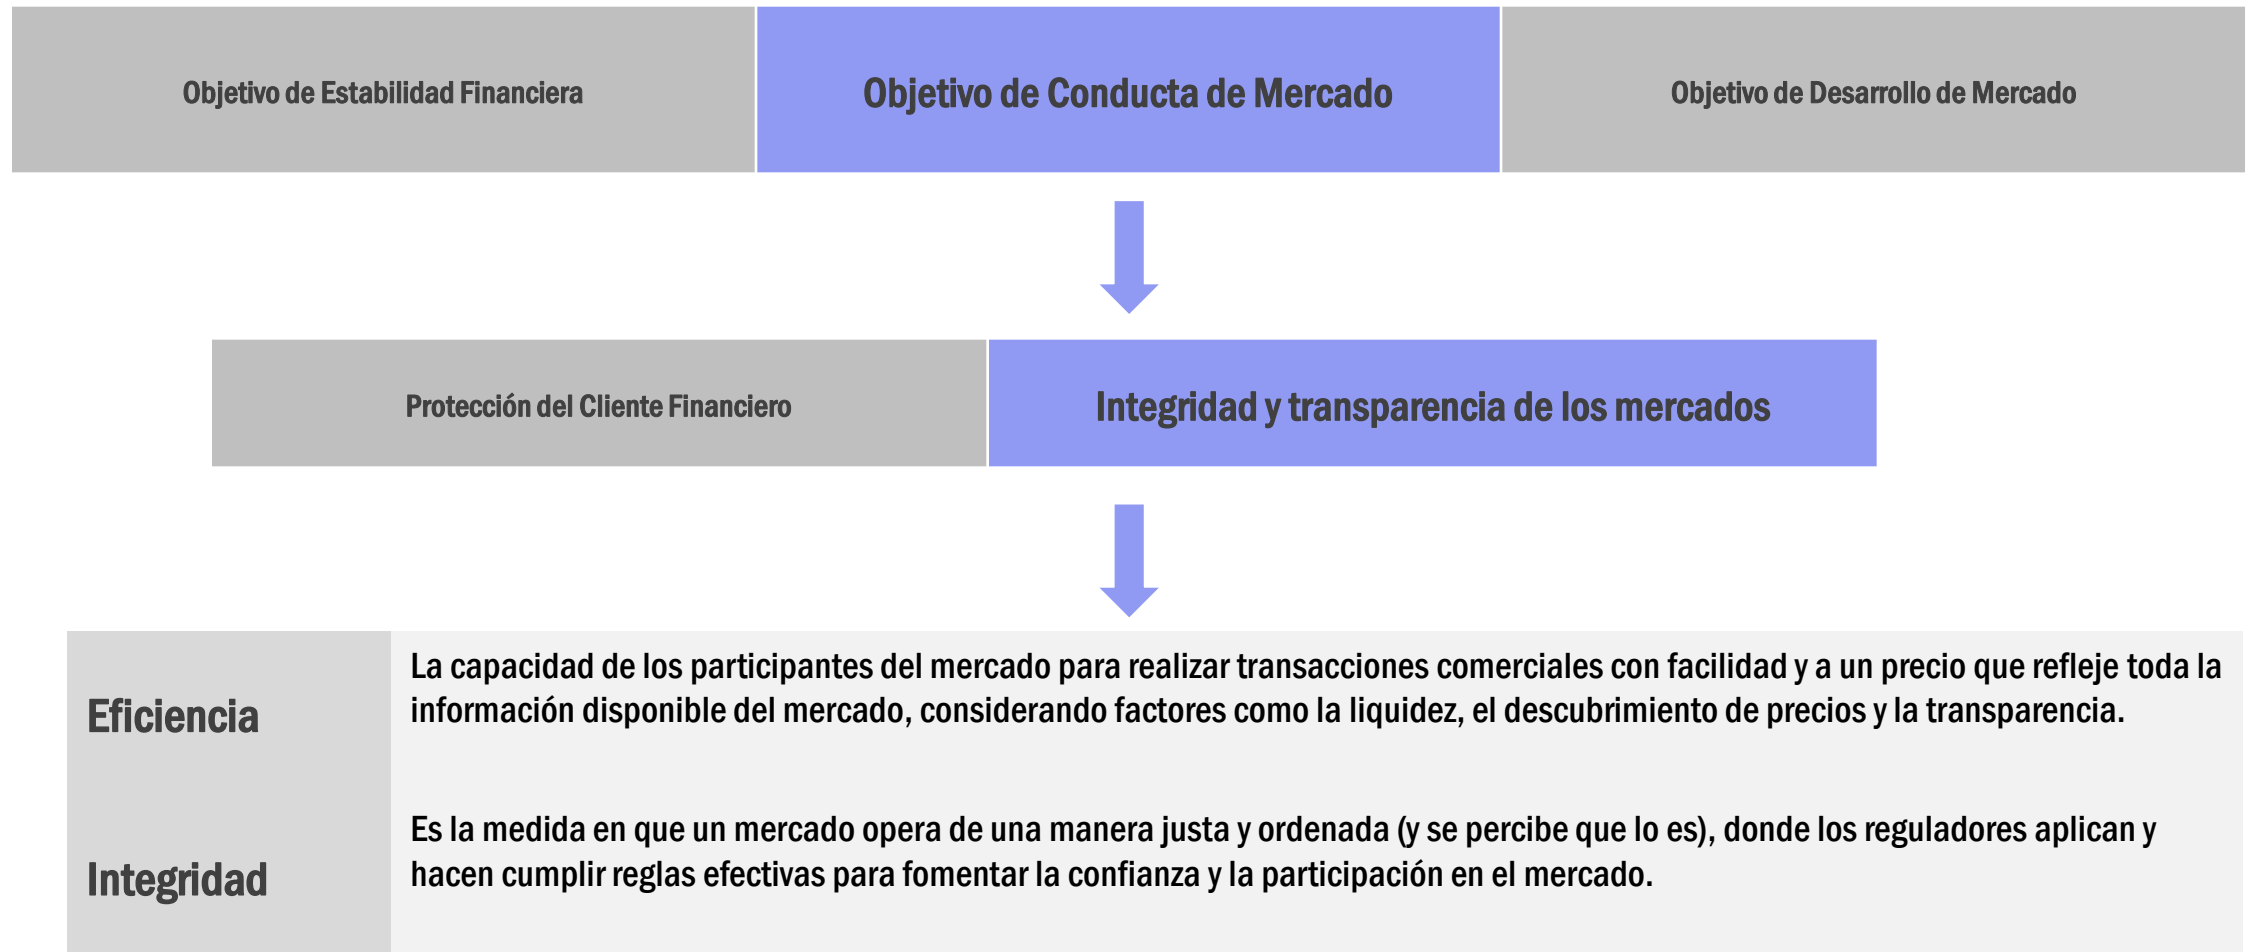 Objetivo de Estabilidad Financiera
Objetivo de Conducta de Mercado
Objetivo de Desarrollo de Mercado
Protección del Cliente Financiero
Integridad y transparencia de los mercados
Eficiencia
La capacidad de los participantes del mercado para realizar transacciones comerciales con facilidad y a un precio que refleje toda la
información disponible del mercado, considerando factores como la liquidez, el descubrimiento de precios y la transparencia.
Integridad
Es la medida en que un mercado opera de una manera justa y ordenada (y se percibe que lo es), donde los reguladores aplican y
hacen cumplir reglas efectivas para fomentar la confianza y la participación en el mercado.